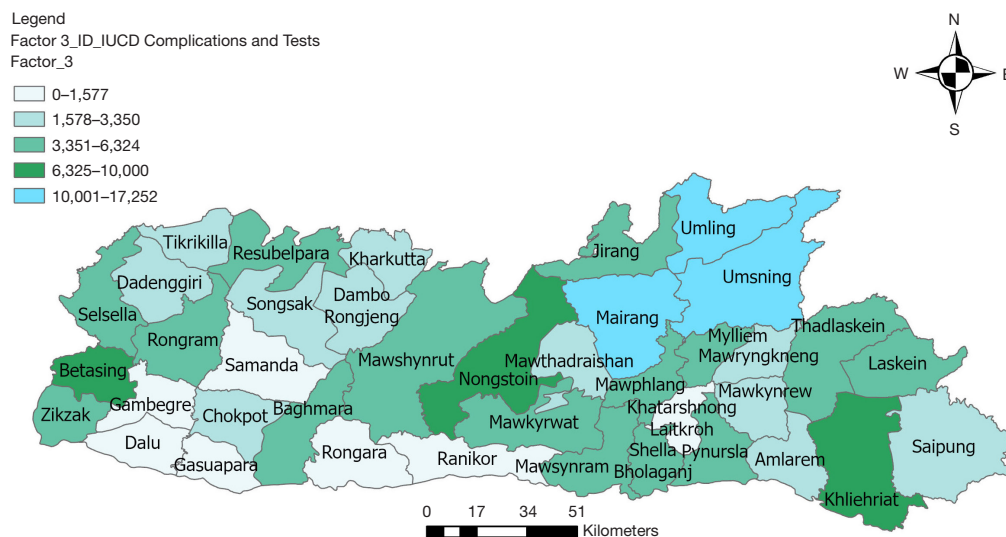 Legend
Factor 3_ID_IUCD Complications and Tests
Factor_3
0–1,577
1,578–3,350
3,351–6,324
6,325–10,000
10,001–17,252
N
W
E
S
Umling
Tikrikilla
Resubelpara
Jirang
Kharkutta
Dadenggiri
Umsning
Dambo
Songsak
Rongjeng
Selsella
Mairang
Thadlaskein
Rongram
Mylliem
Samanda
Mawshynrut
Mawthadraishan
Mawryngkneng
Laskein
Betasing
Nongstoin
Mawphlang
Mawkynrew
Gambegre
Zikzak
Chokpot
Baghmara
Khatarshnong
Mawkyrwat
Laitkroh
Dalu
Rongara
Ranikor
Shella
Pynursla
Saipung
Gasuapara
Mawsynram
Bholaganj
Amlarem
Khliehriat
0
17
34
51
Kilometers